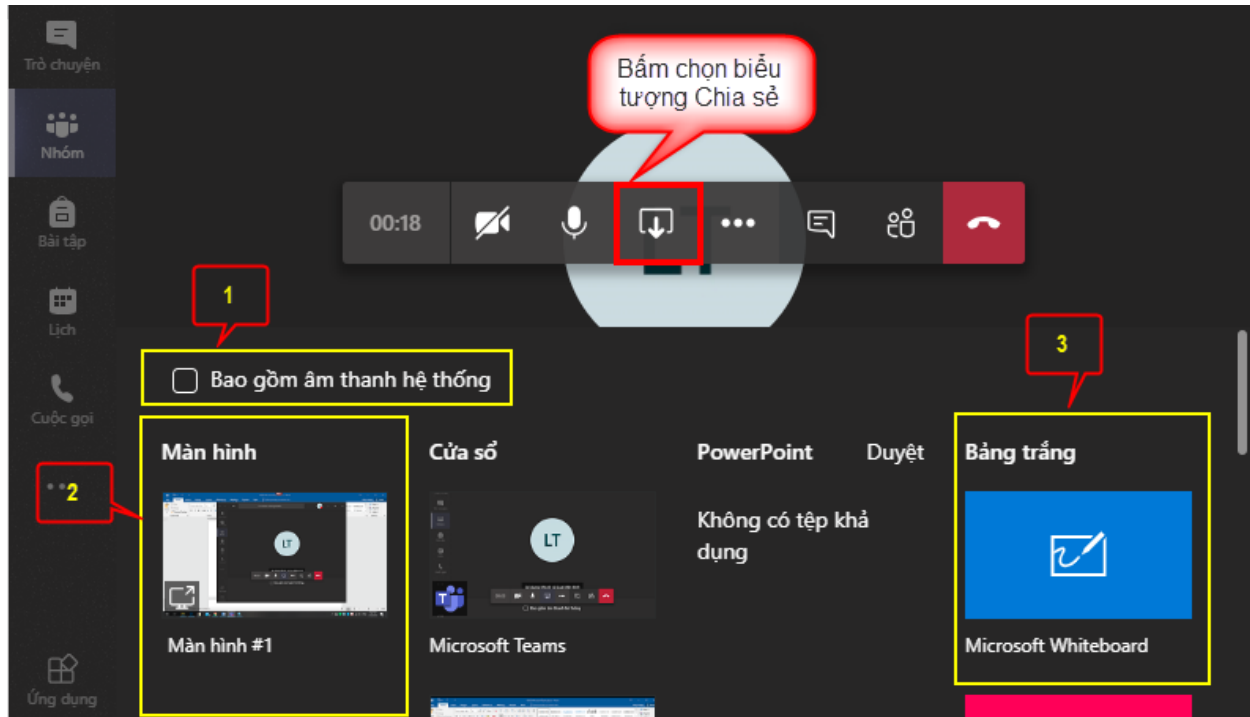 Trò chuyện
Nhóm
Bài tập
Lịch
Cuộc gọi
Ứng dụng
Bấm chọn biểu
tượng Chia sẻ
00:18
LT
1
Bao gồm âm thanh hệ thống
2
3
Màn hình
Cửa sổ
PowerPoint
Duyệt
Bảng trắng
LT
LT
Không có tệp khả
dụng
Màn hình #1
Microsoft Teams
Microsoft Whiteboard